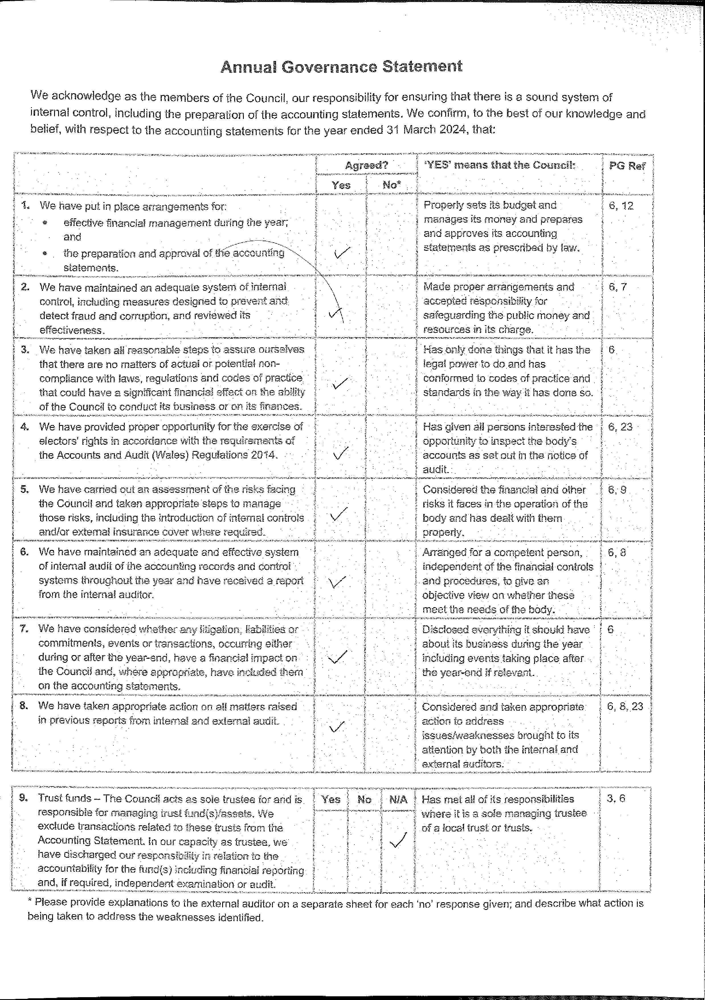 Annual Governance Statement
We acknowledge as the members of the Council, our responsibility for ensuring that there is a sound system of
internal control, including the preparation of the accounting statements. We confirm, to the best of our knowledge and
belief, with respect to the accounting statements for the year ended 31 March 2024, that:
Agreed?
'YES' means that the Council:
PG Ref
Yes
No*
1. We have put in place arrangements for:
• effective financial management during the year;
and
• the preparation and approval of the accounting
statements.
✓
Properly sets its budget and
manages its money and prepares
and approves its accounting
statements as prescribed by law.
6, 12
2. We have maintained an adequate system of internal
control, including measures designed to prevent and
detect fraud and corruption, and reviewed its
effectiveness.
✓
Made proper arrangements and
accepted responsibility for
safeguarding the public money and
resources in its charge.
6, 7
3. We have taken all reasonable steps to assure ourselves
that there are no matters of actual or potential non-
compliance with laws, regulations and codes of practice
that could have a significant financial effect on the ability
of the Council to conduct its business or on its finances.
✓
Has only done things that it has the
legal power to do and has
conformed to codes of practice and
standards in the way it has done so.
6
4. We have provided proper opportunity for the exercise of
electors' rights in accordance with the requirements of
the Accounts and Audit (Wales) Regulations 2014.
✓
Has given all persons interested the
opportunity to inspect the body's
accounts as set out in the notice of
audit.
6, 23
5. We have carried out an assessment of the risks facing
the Council and taken appropriate steps to manage
those risks, including the introduction of internal controls
and/or external insurance cover where required.
✓
Considered the financial and other
risks it faces in the operation of the
body and has dealt with them
properly.
6, 9
6. We have maintained an adequate and effective system
of internal audit of the accounting records and control
systems throughout the year and have received a report
from the internal auditor.
✓
Arranged for a competent person,
independent of the financial controls
and procedures, to give an
objective view on whether these
meet the needs of the body.
6, 8
7. We have considered whether any litigation, liabilities or
commitments, events or transactions, occurring either
during or after the year-end, have a financial impact on
the Council and, where appropriate, have included them
on the accounting statements.
✓
Disclosed everything it should have
about its business during the year
including events taking place after
the year-end if relevant.
6
8. We have taken appropriate action on all matters raised
in previous reports from internal and external audit.
✓
Considered and taken appropriate
action to address
issues/weaknesses brought to its
attention by both the internal and
external auditors.
6, 8, 23
9. Trust funds – The Council acts as sole trustee for and is
responsible for managing trust fund(s)/assets. We
exclude transactions related to these trusts from the
Accounting Statement. In our capacity as trustee, we
have discharged our responsibility in relation to the
accountability for the fund(s) including financial reporting
and, if required, independent examination or audit.
Yes
No
N/A
✓
Has met all of its responsibilities
where it is a sole managing trustee
of a local trust or trusts.
3, 6
* Please provide explanations to the external auditor on a separate sheet for each 'no' response given; and describe what action is
being taken to address the weaknesses identified.